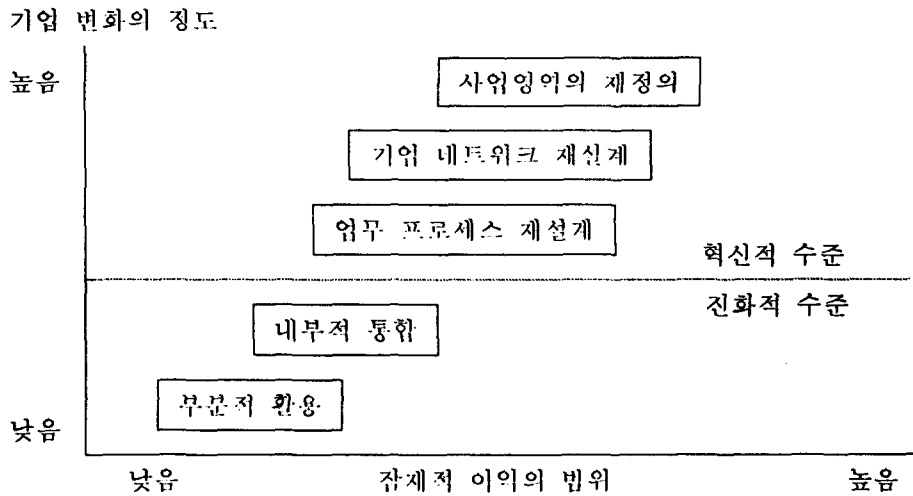 기업 변화의 정도
높음
사업영역의 재정의
기업 네트워크 재설계
업무 프로세스 재설계
혁신적 수준
진화적 수준
내부적 통합
부분적 활용
낮음
낮음 잠재적 이익의 범위 높음